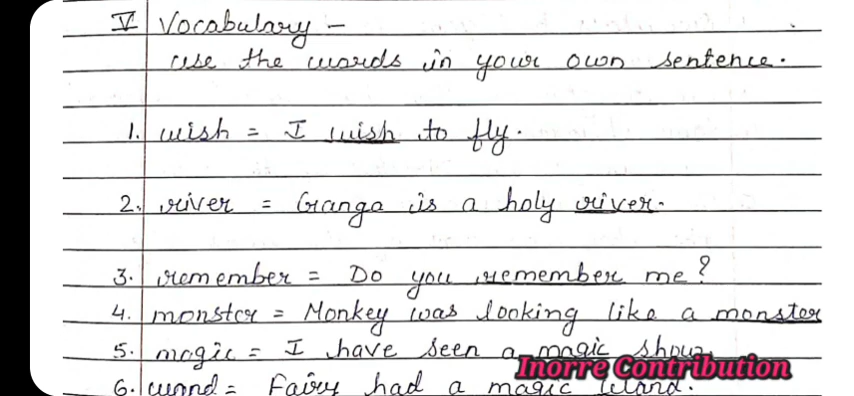 V Vocabulary -
use the words in your own sentence.
1. wish = I wish to fly.
2. river = Ganga is a holy river.
3. remember = Do you remember me?
4. monster = Monkey was looking like a monster
5. magic = I have seen a magic show
Inorre Contribution
6. wand = Fairy had a magic wand.